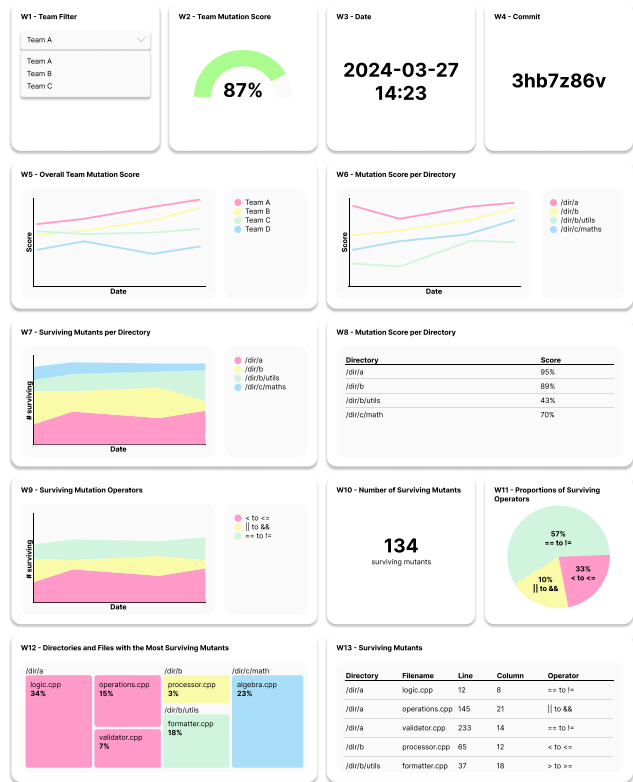 W1 - Team Filter
Team A
Team A
Team B
Team C
W2 - Team Mutation Score
87%
W3 - Date
2024-03-27
14:23
W4 - Commit
3hb7z86v
W5 - Overall Team Mutation Score
Score
Date
Team A
Team B
Team C
Team D
W6 - Mutation Score per Directory
Score
Date
/dir/a
/dir/b
/dir/b/utils
/dir/c/maths
W7 - Surviving Mutants per Directory
# surviving
Date
/dir/a
/dir/b
/dir/b/utils
/dir/c/maths
W8 - Mutation Score per Directory
Directory Score
/dir/a 95%
/dir/b 89%
/dir/b/utils 43%
/dir/c/math 70%
W9 - Surviving Mutation Operators
# surviving
Date
< to <=
|| to &&
== to !=
W10 - Number of Surviving Mutants
134
surviving mutants
W11 - Proportions of Surviving
Operators
57%
== to !=
33%
< to <=
10%
|| to &&
W12 - Directories and Files with the Most Surviving Mutants
/dir/a
logic.cpp
34%
operations.cpp
15%
validator.cpp
7%
/dir/b
processor.cpp
3%
/dir/b/utils
formatter.cpp
18%
/dir/c/math
algebra.cpp
23%
W13 - Surviving Mutants
Directory Filename Line Column Operator
/dir/a logic.cpp 12 8 == to !=
/dir/a operations.cpp 145 21 || to &&
/dir/a validator.cpp 233 14 == to !=
/dir/b processor.cpp 65 12 < to <=
/dir/b/utils formatter.cpp 37 18 > to >=